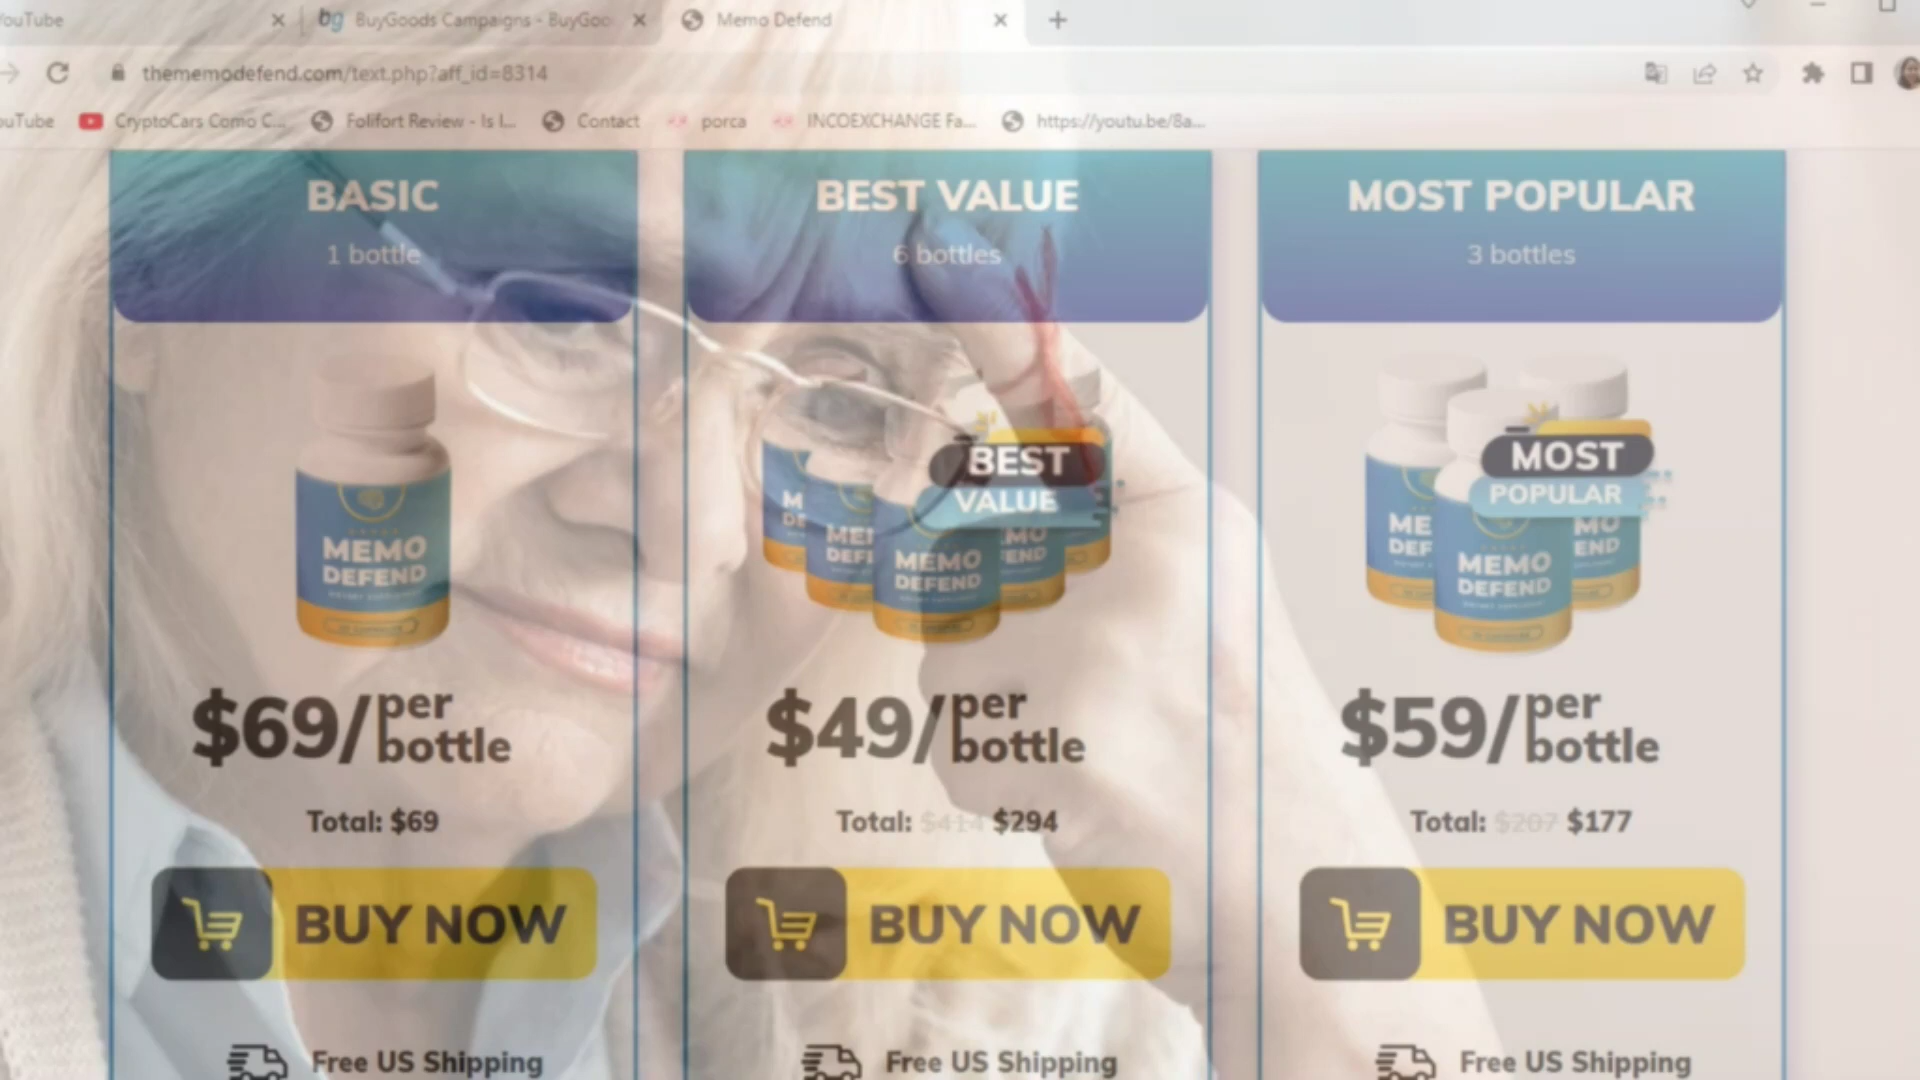 YouTube
BuyGoods Campaigns - BuyGoo
Memo Defend
thememodefend.com/text.php?aff_id=8314
ouTube
CryptoCars Como C...
Folifort Review - Is I...
Contact
porca
INCOEXCHANGE Fa...
https://youtu.be/8a...
BASIC
1 bottle
BEST VALUE
6 bottles
MOST POPULAR
3 bottles
MEMO
DEFEND
BEST
VALUE
MEMO
DEFEND
MOST
POPULAR
MEMO
DEFEND
$69/per bottle
$49/per bottle
$59/per bottle
Total: $69
Total: $414 $294
Total: $207 $177
BUY NOW
BUY NOW
BUY NOW
Free US Shipping
Free US Shipping
Free US Shipping